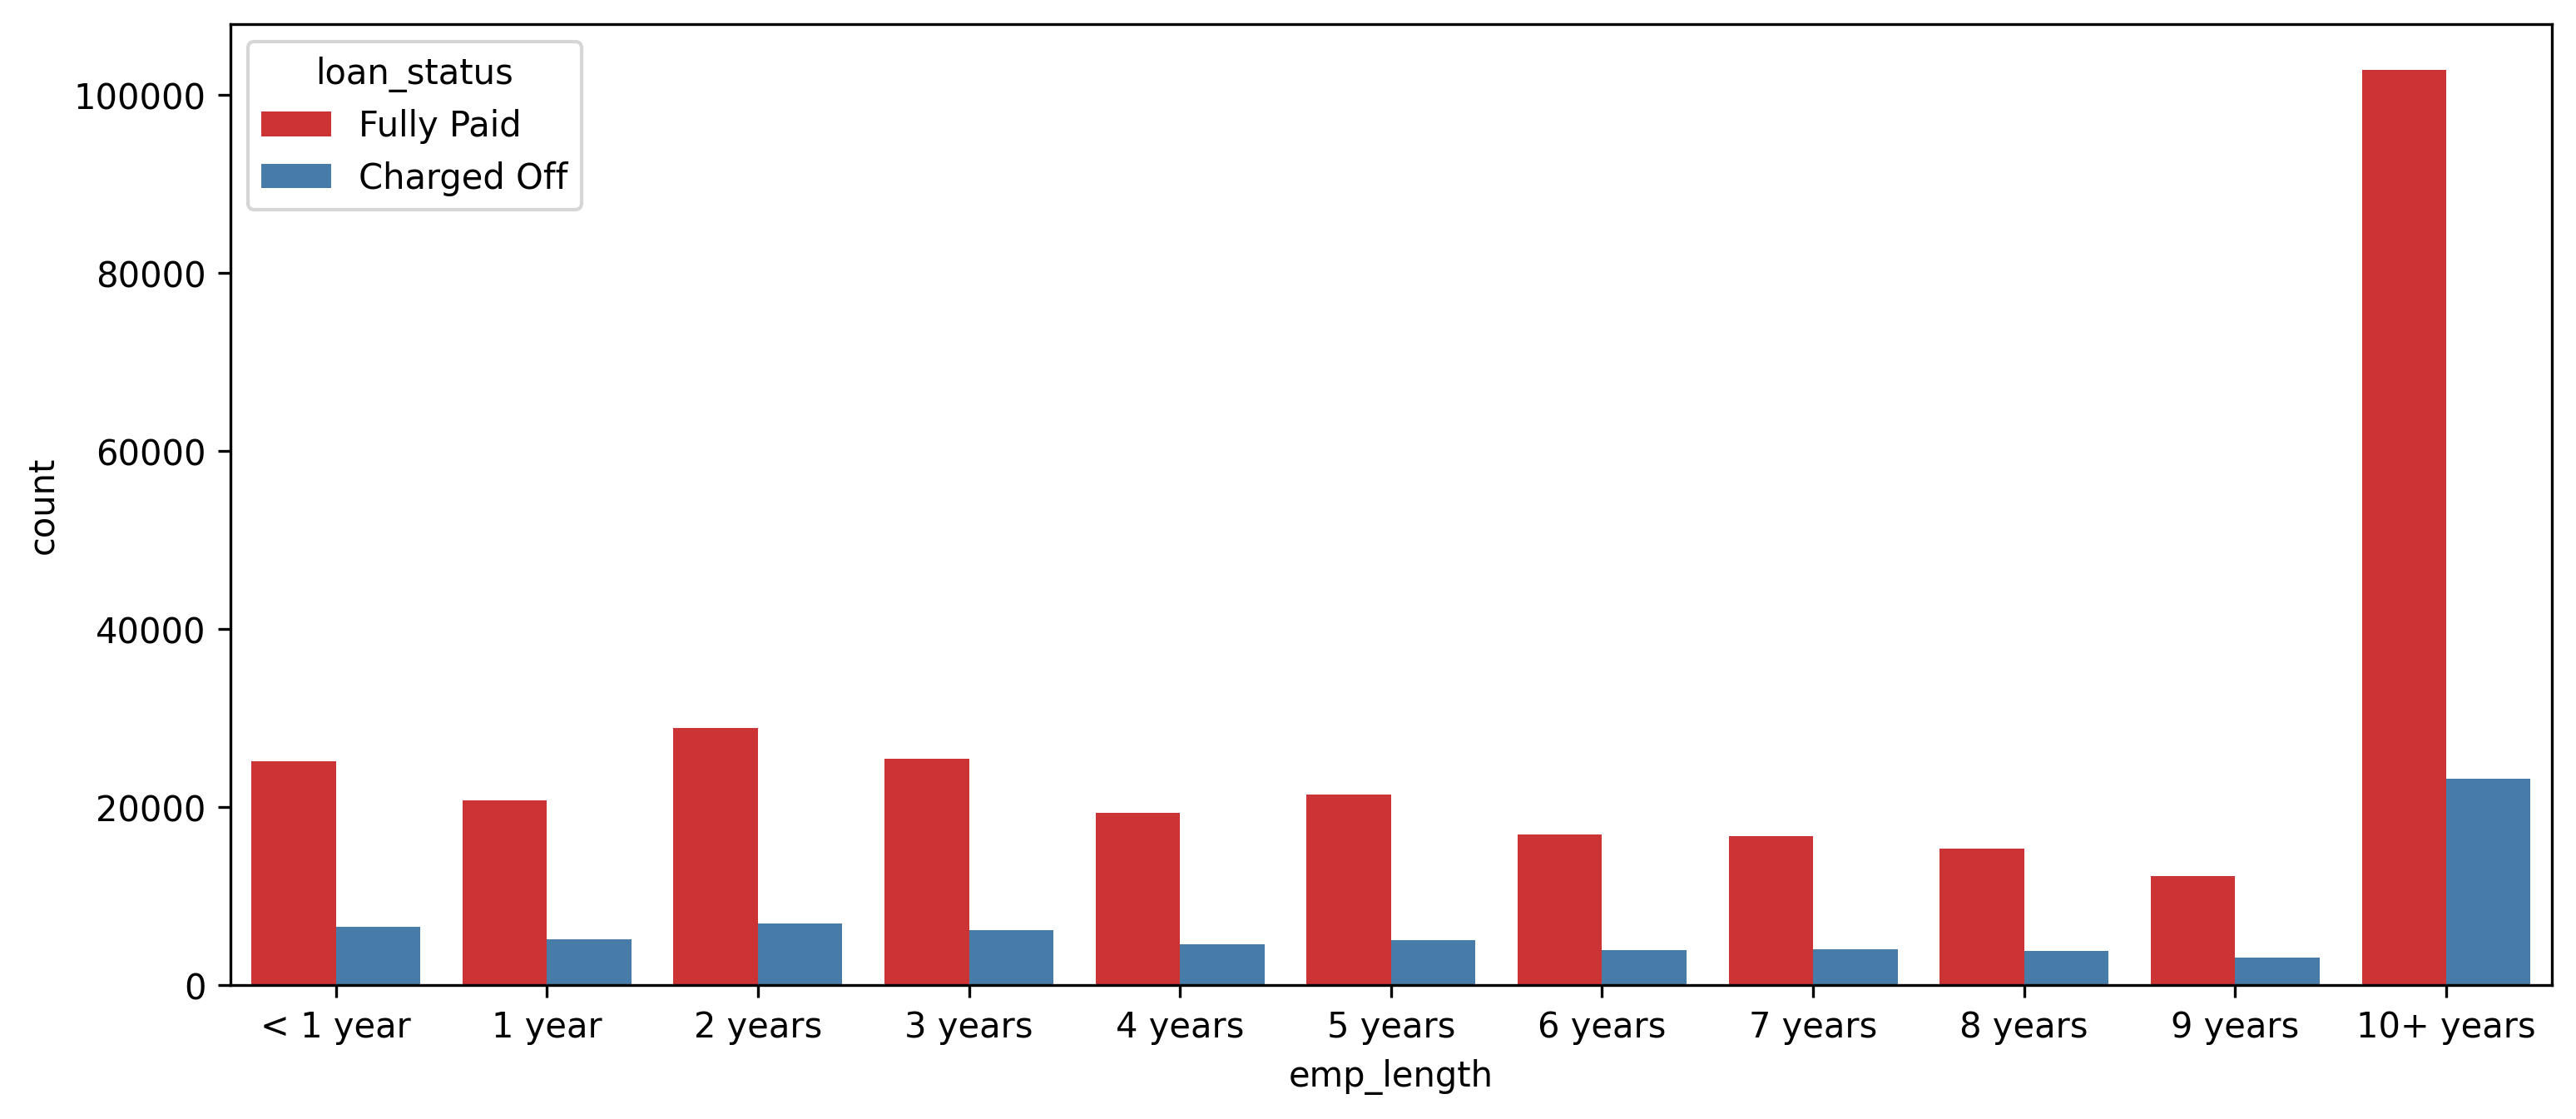 loan_status
Fully Paid
Charged Off
100000
80000
60000
40000
20000
0
count
< 1 year 1 year 2 years 3 years 4 years 5 years 6 years 7 years 8 years 9 years 10+ years
emp_length